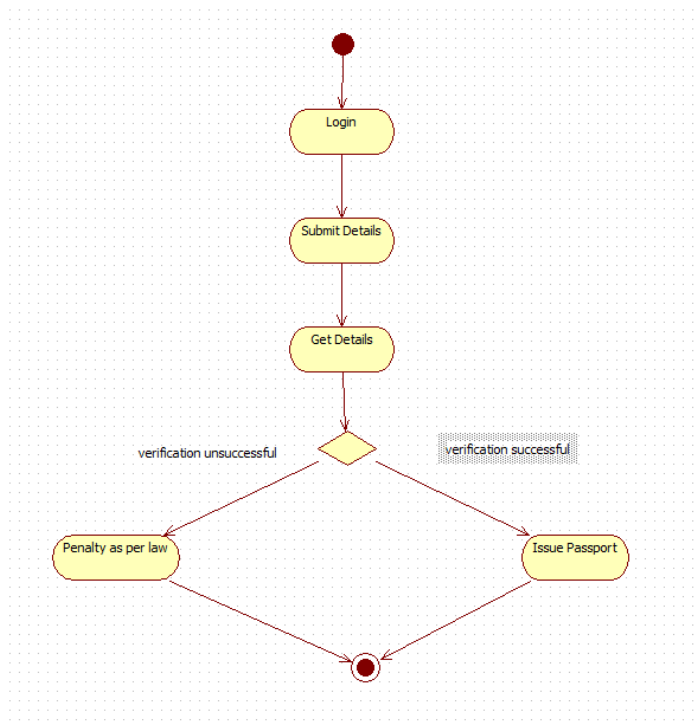 Login
Submit Details
Get Details
verification unsuccessful
verification successful
Penalty as per law
Issue Passport